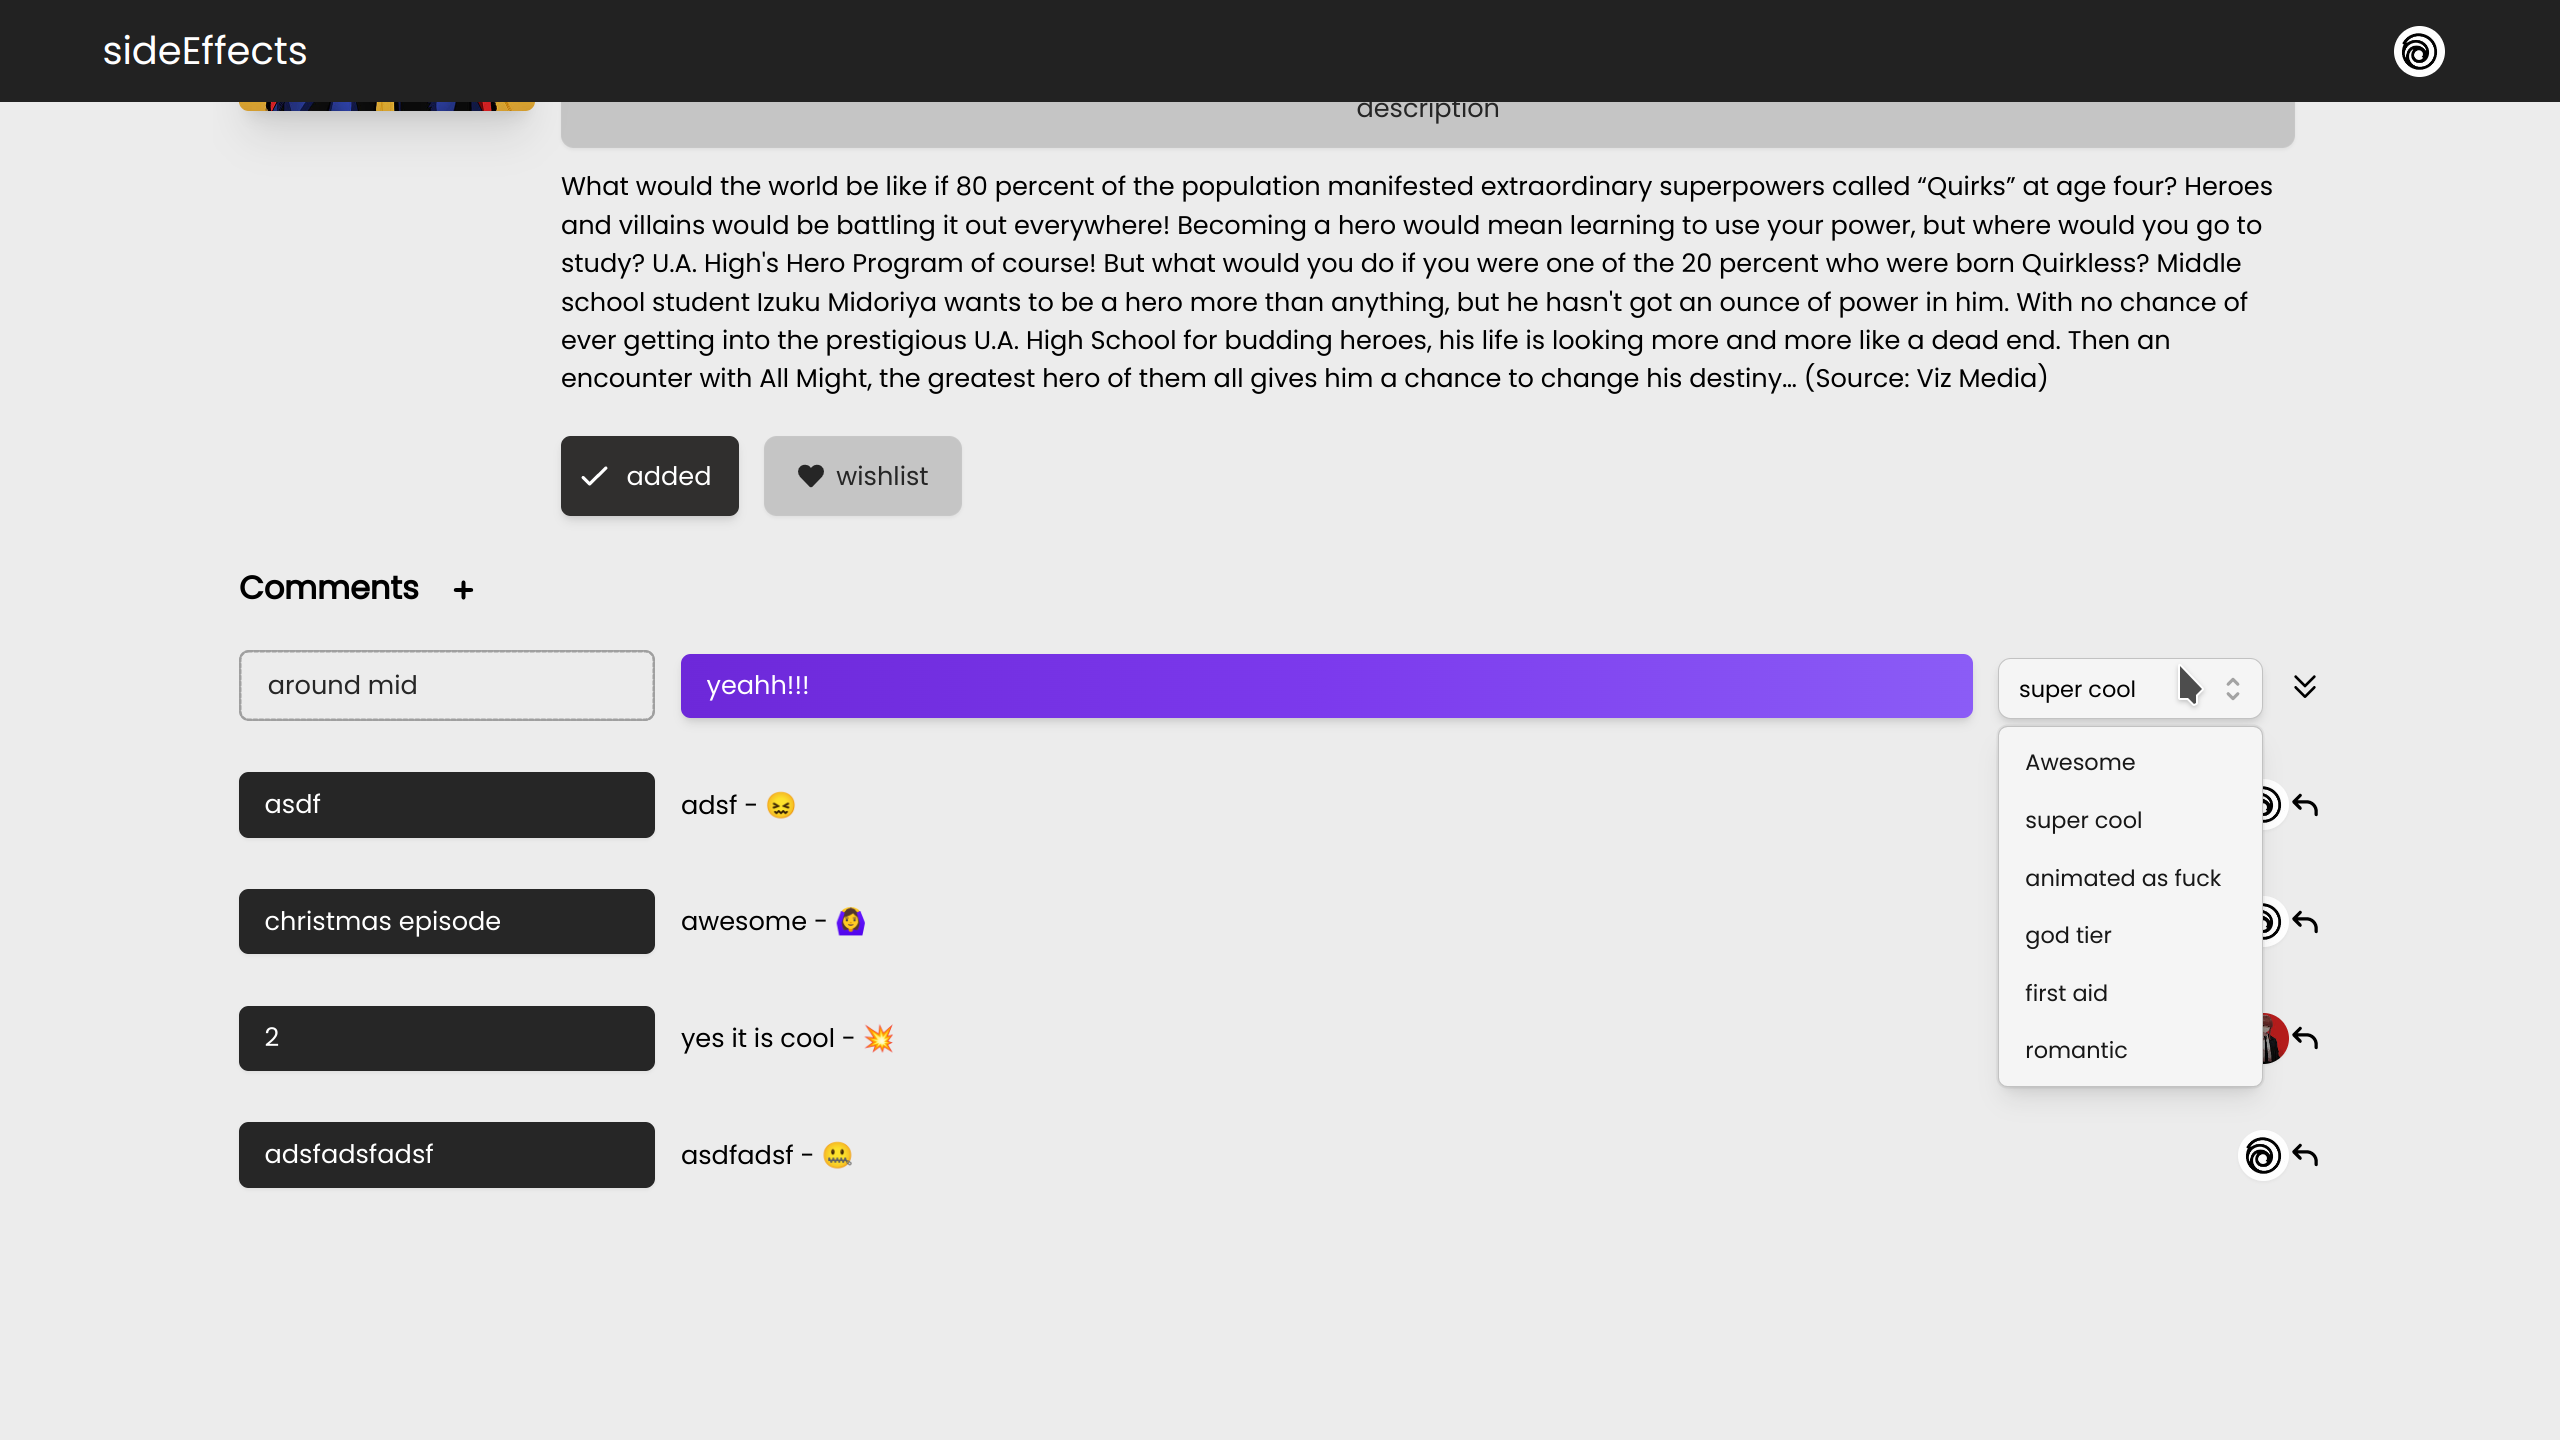 sideEffects
description
What would the world be like if 80 percent of the population manifested extraordinary superpowers called “Quirks” at age four? Heroes
and villains would be battling it out everywhere! Becoming a hero would mean learning to use your power, but where would you go to
study? U.A. High's Hero Program of course! But what would you do if you were one of the 20 percent who were born Quirkless? Middle
school student Izuku Midoriya wants to be a hero more than anything, but he hasn't got an ounce of power in him. With no chance of
ever getting into the prestigious U.A. High School for budding heroes, his life is looking more and more like a dead end. Then an
encounter with All Might, the greatest hero of them all gives him a chance to change his destiny… (Source: Viz Media)
added
wishlist
Comments +
around mid
yeahh!!!
super cool
Awesome
super cool
animated as fuck
god tier
first aid
romantic
asdf
adsf - 😖
christmas episode
awesome - 🙆‍♀️
2
yes it is cool - 💥
adsfadsfadsf
asdfadsf - 🤐